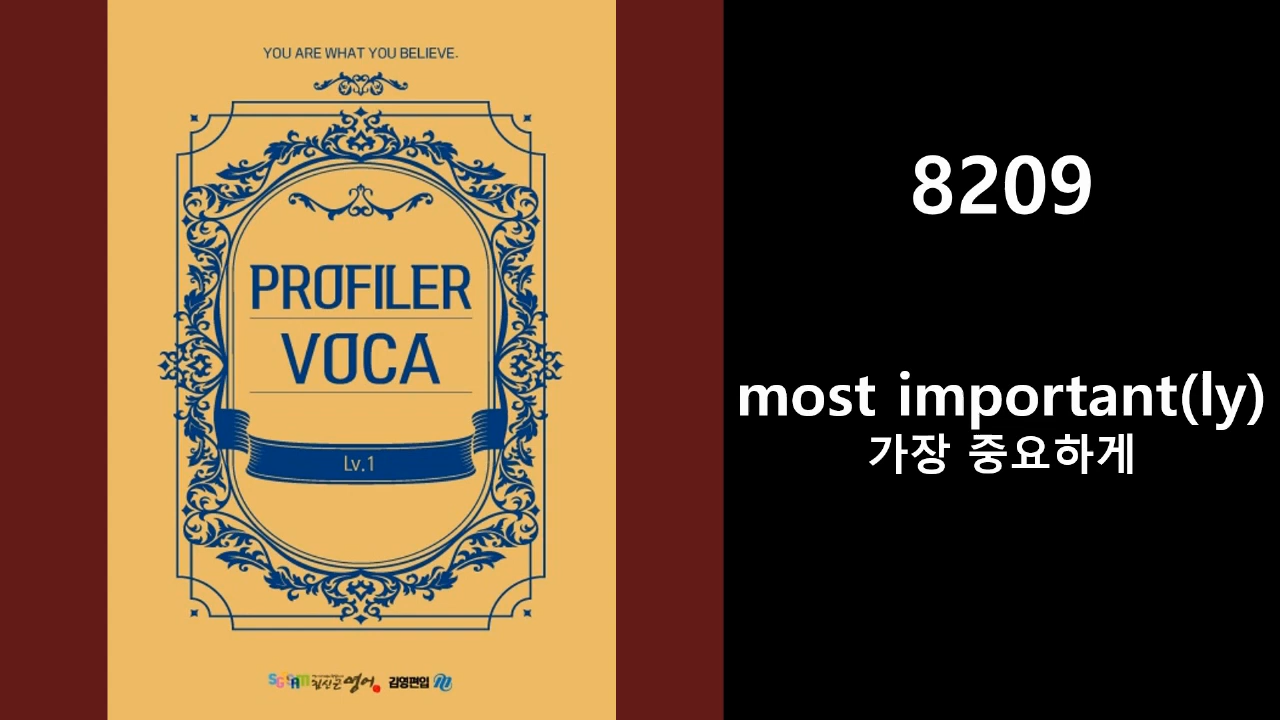 YOU ARE WHAT YOU BELIEVE.
PROFILER
VOCA
Lv.1
김영편입
8209
most important(ly)
가장 중요하게